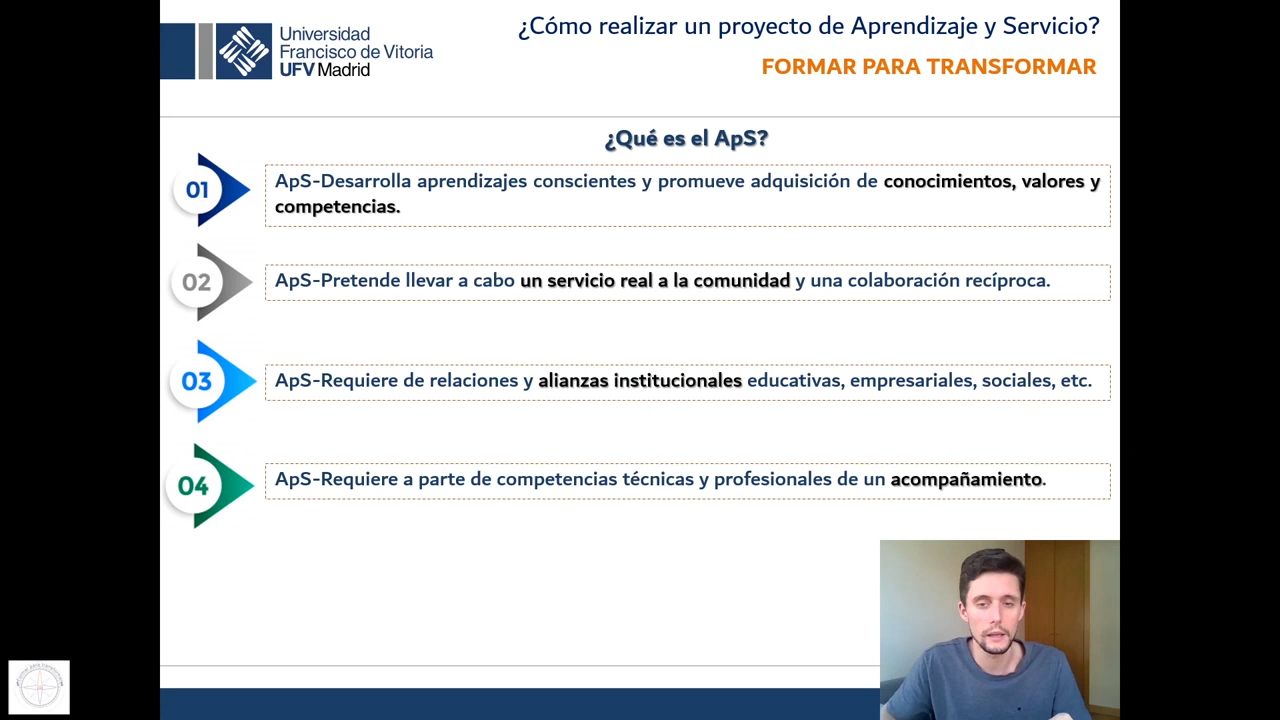 Universidad
Francisco de Vitoria
UFV Madrid
¿Cómo realizar un proyecto de Aprendizaje y Servicio?
FORMAR PARA TRANSFORMAR
¿Qué es el ApS?
01
ApS-Desarrolla aprendizajes conscientes y promueve adquisición de conocimientos, valores y
competencias.
02
ApS-Pretende llevar a cabo un servicio real a la comunidad y una colaboración recíproca.
03
ApS-Requiere de relaciones y alianzas institucionales educativas, empresariales, sociales, etc.
04
ApS-Requiere a parte de competencias técnicas y profesionales de un acompañamiento.